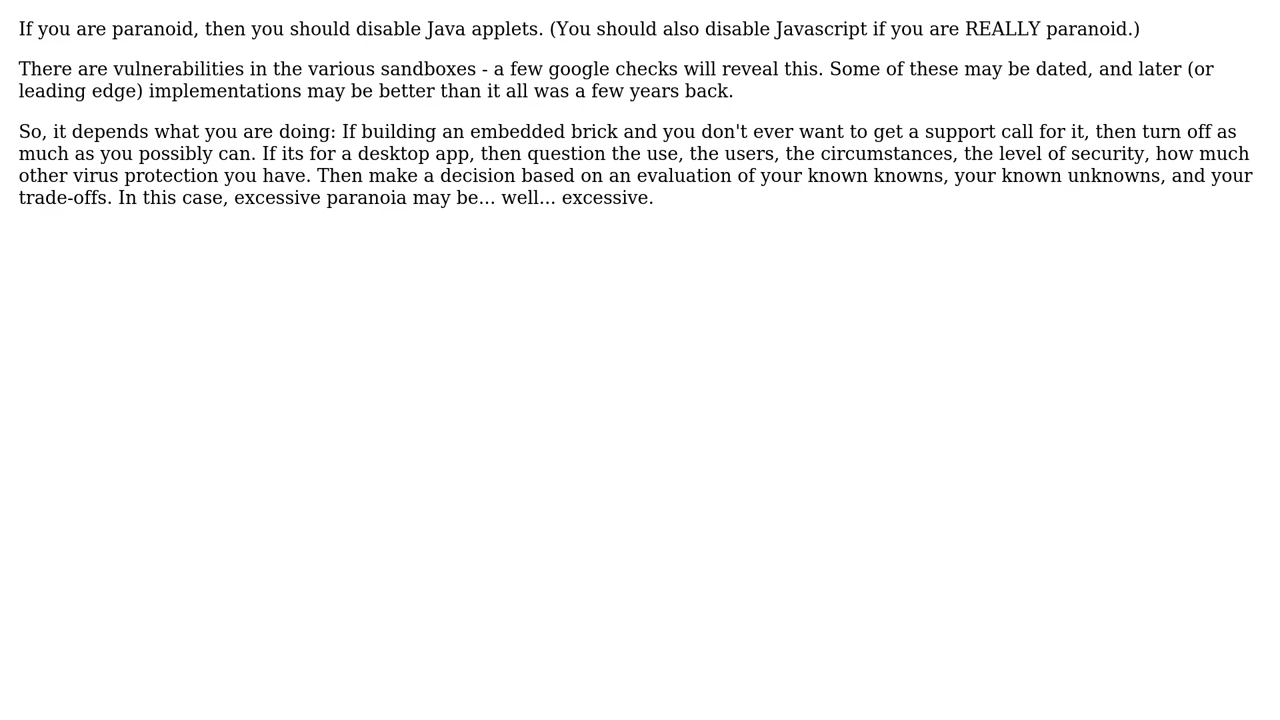 If you are paranoid, then you should disable Java applets. (You should also disable Javascript if you are REALLY paranoid.)
There are vulnerabilities in the various sandboxes - a few google checks will reveal this. Some of these may be dated, and later (or
leading edge) implementations may be better than it all was a few years back.
So, it depends what you are doing: If building an embedded brick and you don't ever want to get a support call for it, then turn off as
much as you possibly can. If its for a desktop app, then question the use, the users, the circumstances, the level of security, how much
other virus protection you have. Then make a decision based on an evaluation of your known knowns, your known unknowns, and your
trade-offs. In this case, excessive paranoia may be... well... excessive.